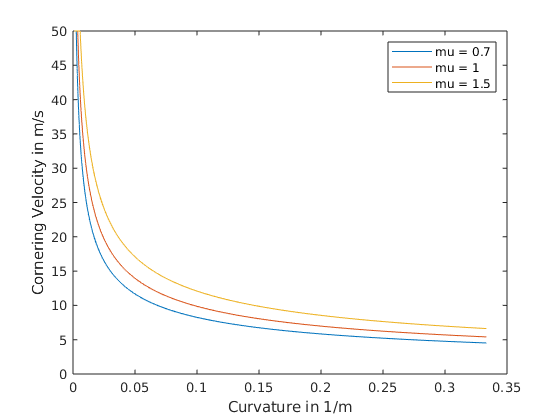 50
45
40
35
30
25
20
15
10
5
0
Cornering Velocity in m/s
mu = 0.7
mu = 1
mu = 1.5
0 0.05 0.1 0.15 0.2 0.25 0.3 0.35
Curvature in 1/m